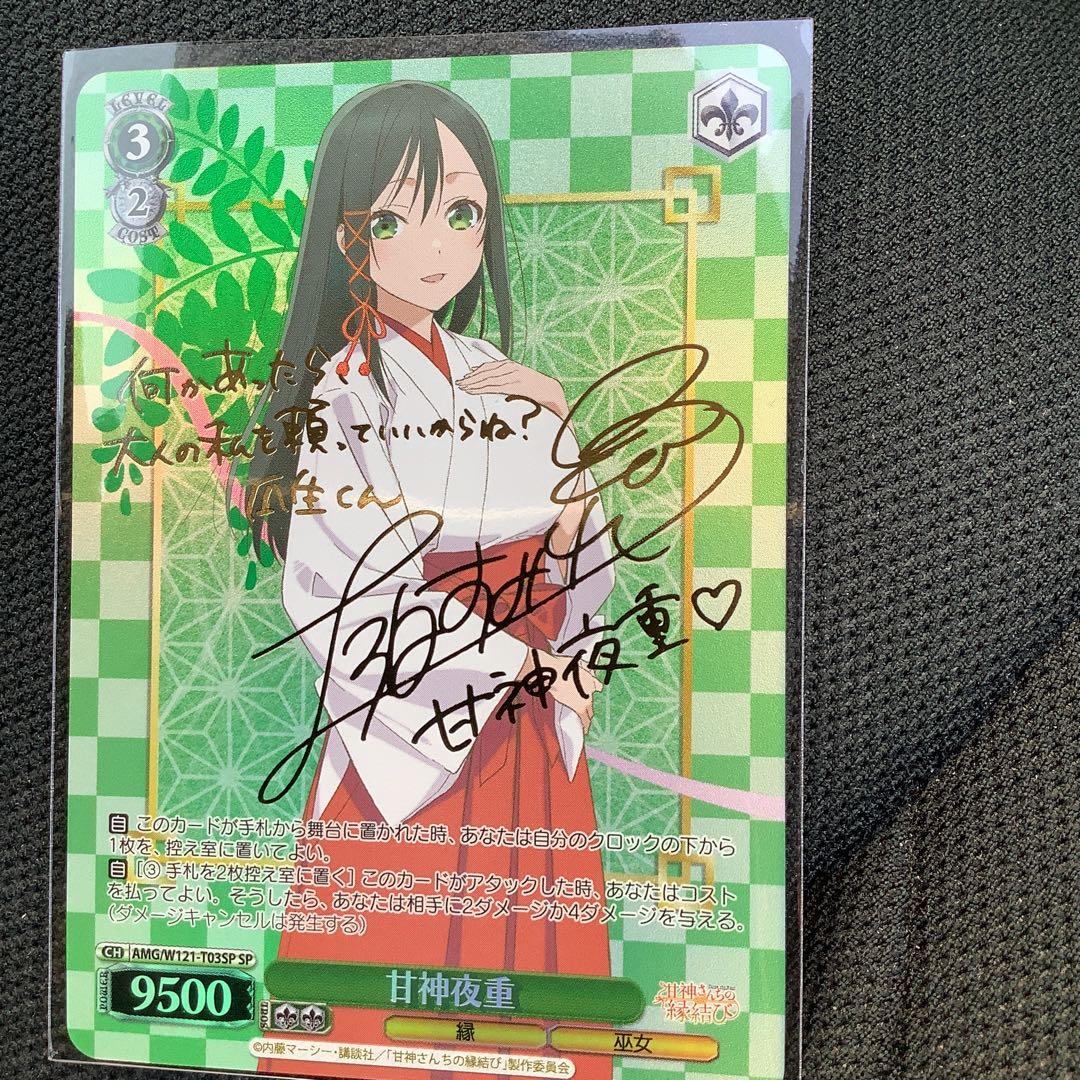 LEVEL
3
2
COST
何かあったら、
大人の私を頼っていいからね?
瓜生くん
甘神夜重♡
自 このカードが手札から舞台に置かれた時、あなたは自分のクロックの下から
1枚を、控え室に置いてよい。
自 [③ 手札を2枚控え室に置く] このカードがアタックした時、あなたはコスト
を払ってよい。そうしたら、あなたは相手に2ダメージか4ダメージを与える。
(ダメージキャンセルは発生する)
CH AMG/W121-T03SP SP
POWER
9500
甘神夜重
SOUL
甘神さんちの
縁結び
縁
巫女
©内藤マーシー・講談社/「甘神さんちの縁結び」製作委員会